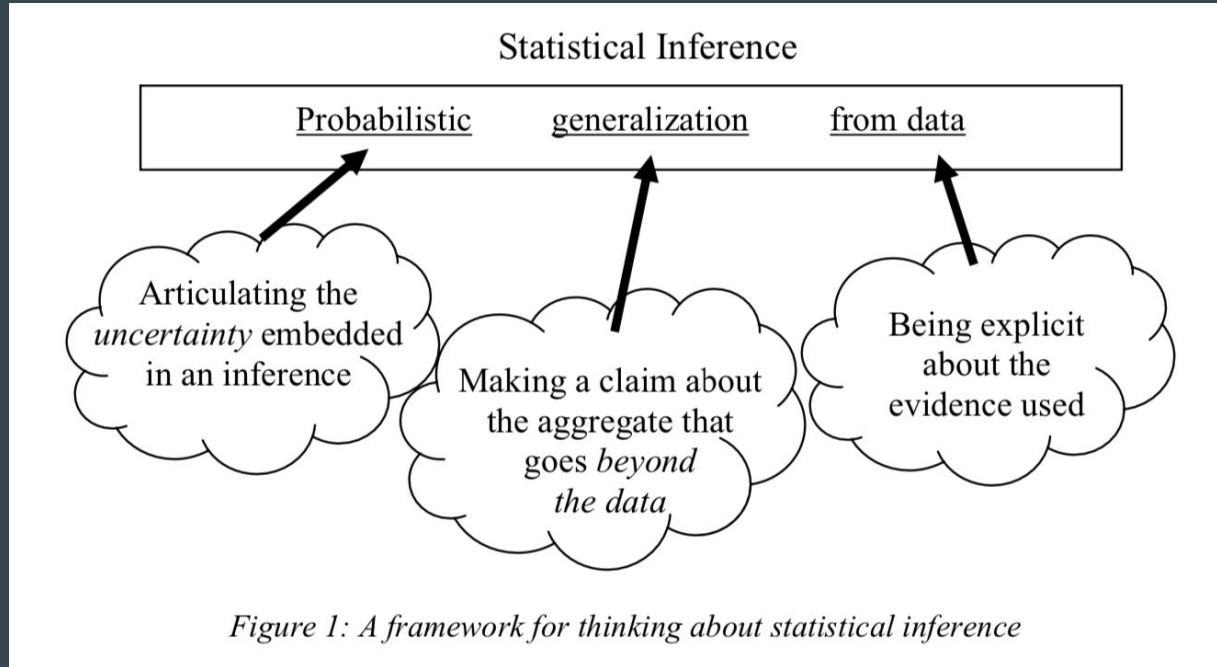 Statistical Inference
Probabilistic generalization from data
Articulating the
uncertainty embedded
in an inference
Making a claim about
the aggregate that
goes beyond
the data
Being explicit
about the
evidence used
Figure 1: A framework for thinking about statistical inference